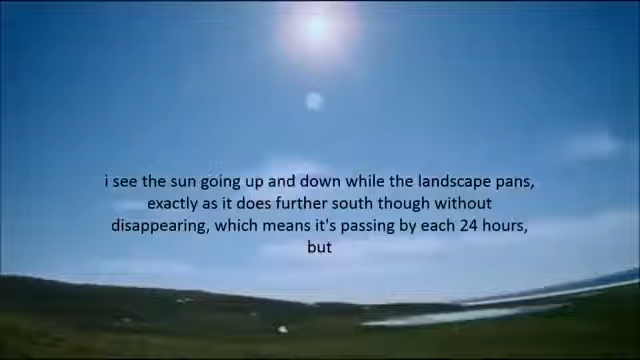 i see the sun going up and down while the landscape pans,
exactly as it does further south though without
disappearing, which means it's passing by each 24 hours,
but